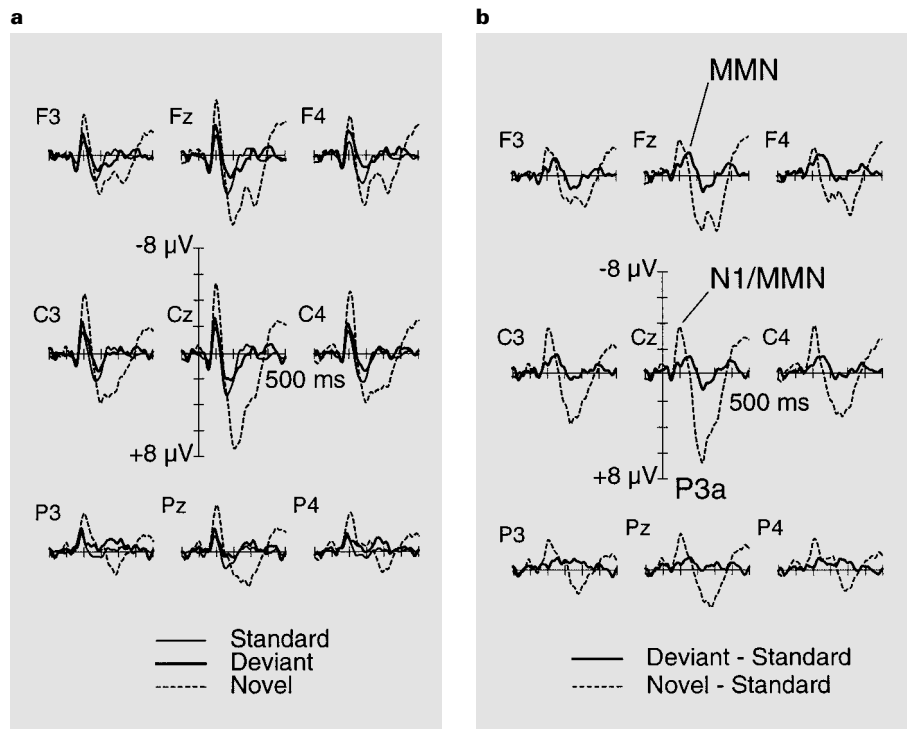 a
F3 Fz F4
-8 µV
C3 Cz C4
500 ms
+8 µV
P3 Pz P4
Standard
Deviant
Novel
b
MMN
F3 Fz F4
-8 µV
N1/MMN
C3 Cz C4
500 ms
+8 µV
P3a
P3 Pz P4
Deviant - Standard
Novel - Standard